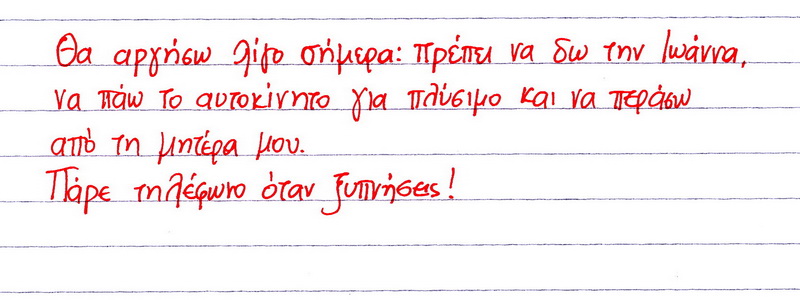 Θα αργήσω λίγο σήμερα: πρέπει να δω την Ιωάννα,
να πάω το αυτοκίνητο για πλύσιμο και να περάσω
από τη μητέρα μου.
Πάρε τηλέφωνο όταν ξυπνήσεις!